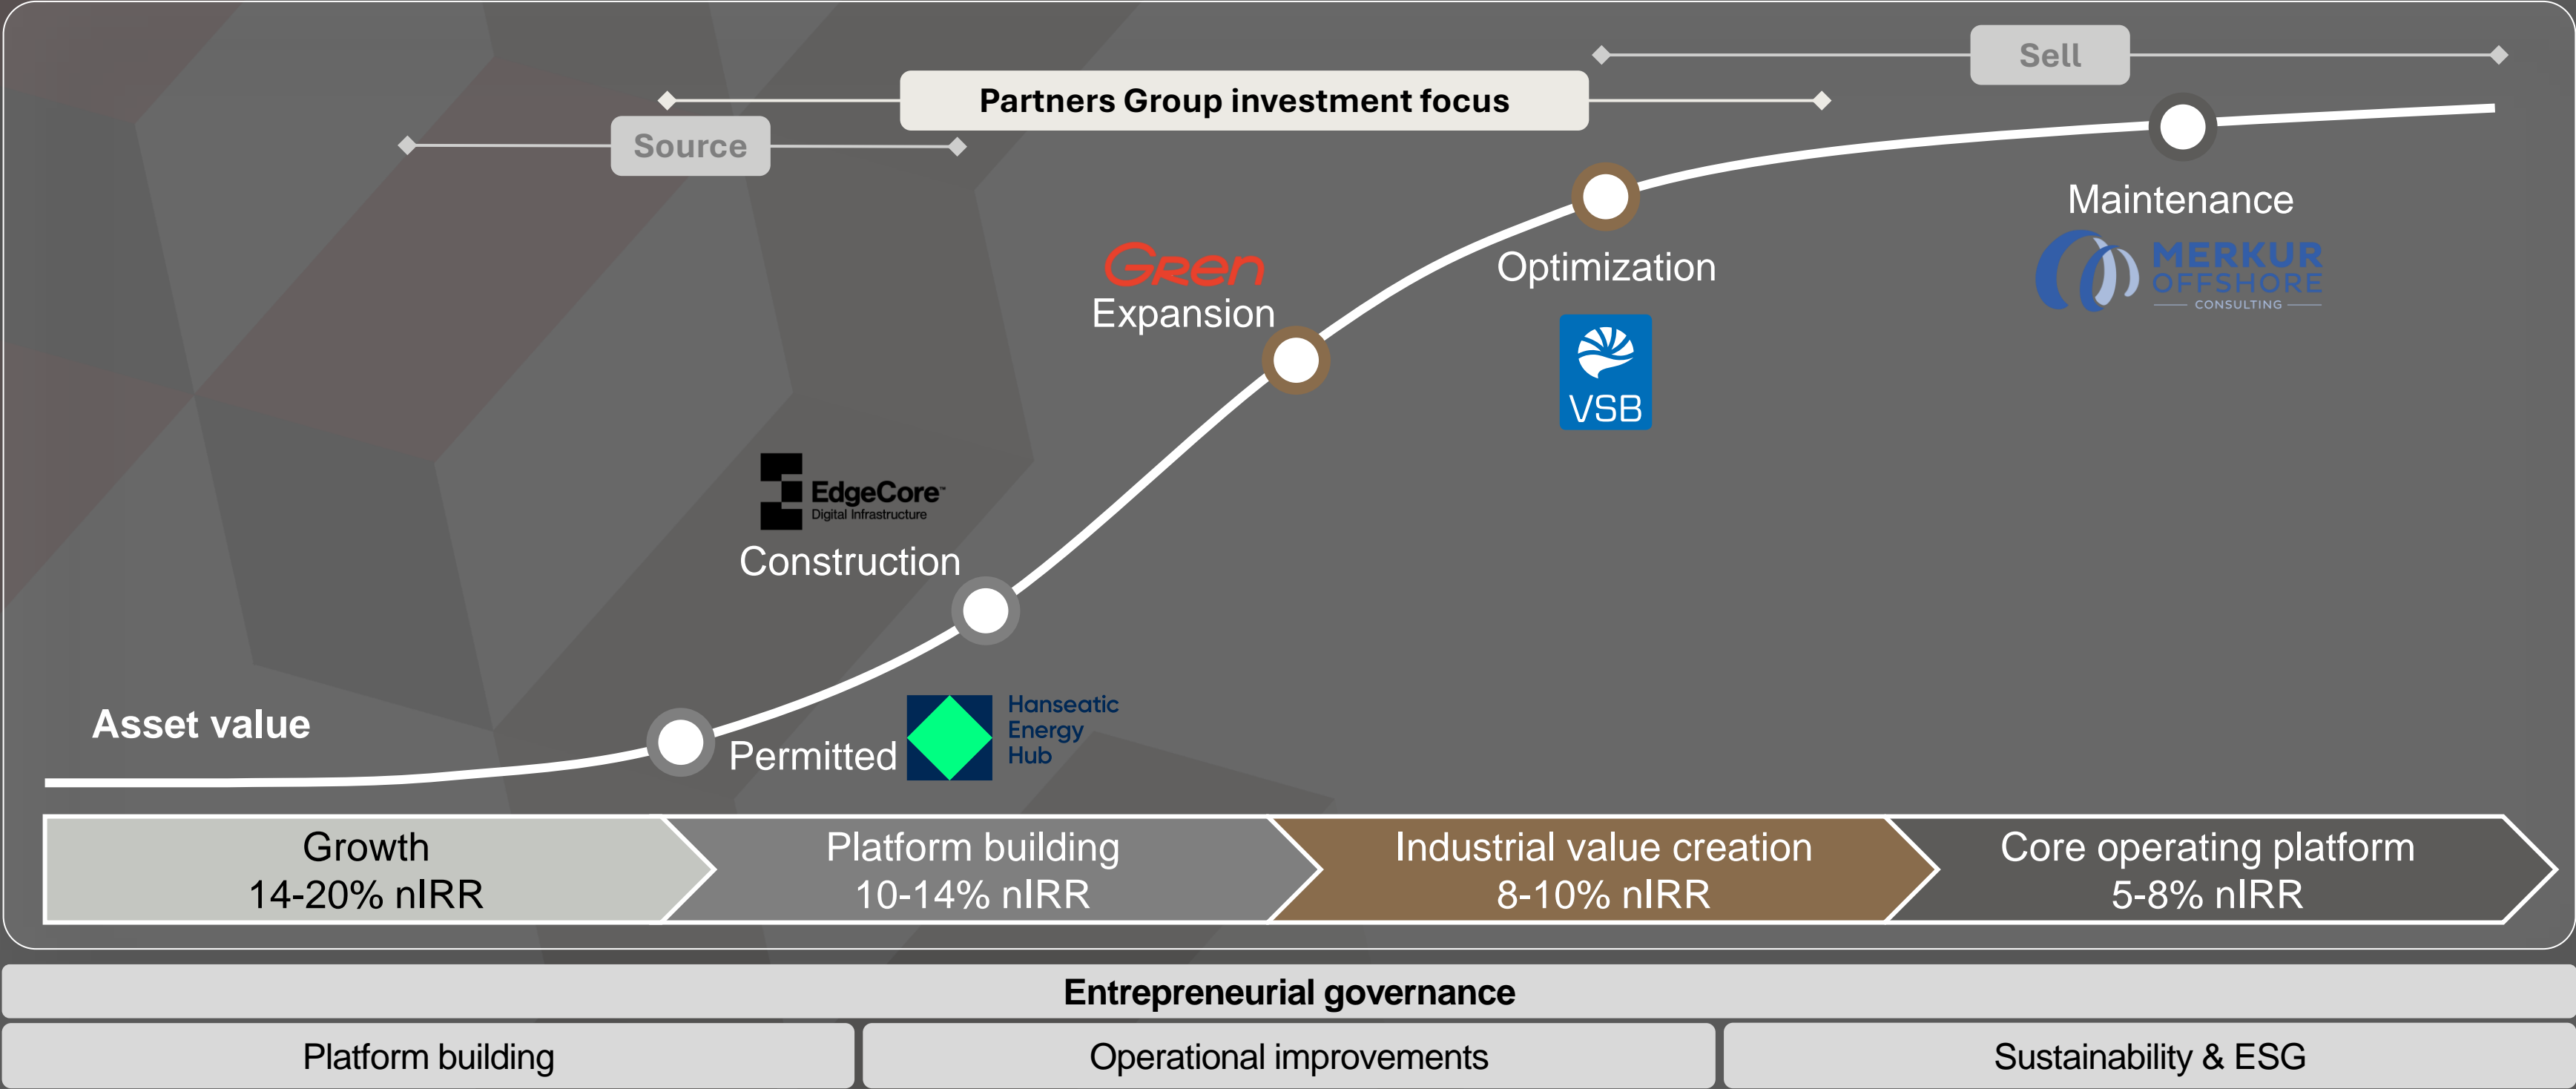 Sell
Partners Group investment focus
Source
Maintenance
MERKUR
OFFSHORE
CONSULTING
Optimization
VSB
Gren
Expansion
EdgeCore™
Digital Infrastructure
Construction
Asset value
Permitted
Hanseatic
Energy
Hub
Growth
14-20% nIRR
Platform building
10-14% nIRR
Industrial value creation
8-10% nIRR
Core operating platform
5-8% nIRR
Entrepreneurial governance
Platform building
Operational improvements
Sustainability & ESG